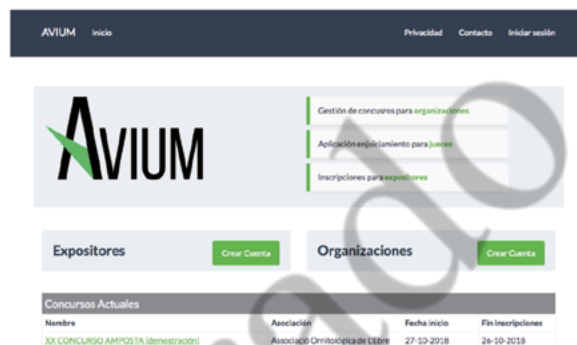 AVIUM Inicio Privacidad Contacto Iniciar sesión
AVIUM
Gestión de concursos para organizaciones
Aplicación enjuiciamiento para jueces
Inscripciones para expositores
Expositores Crear Cuenta Organizaciones Crear Cuenta
Concursos Actuales
Nombre Asociación Fecha inicio Fin inscripciones
XX CONCURSO AMPOSTA (demostración) Associació Ornitológica de L'Ebre 27-10-2018 26-10-2018